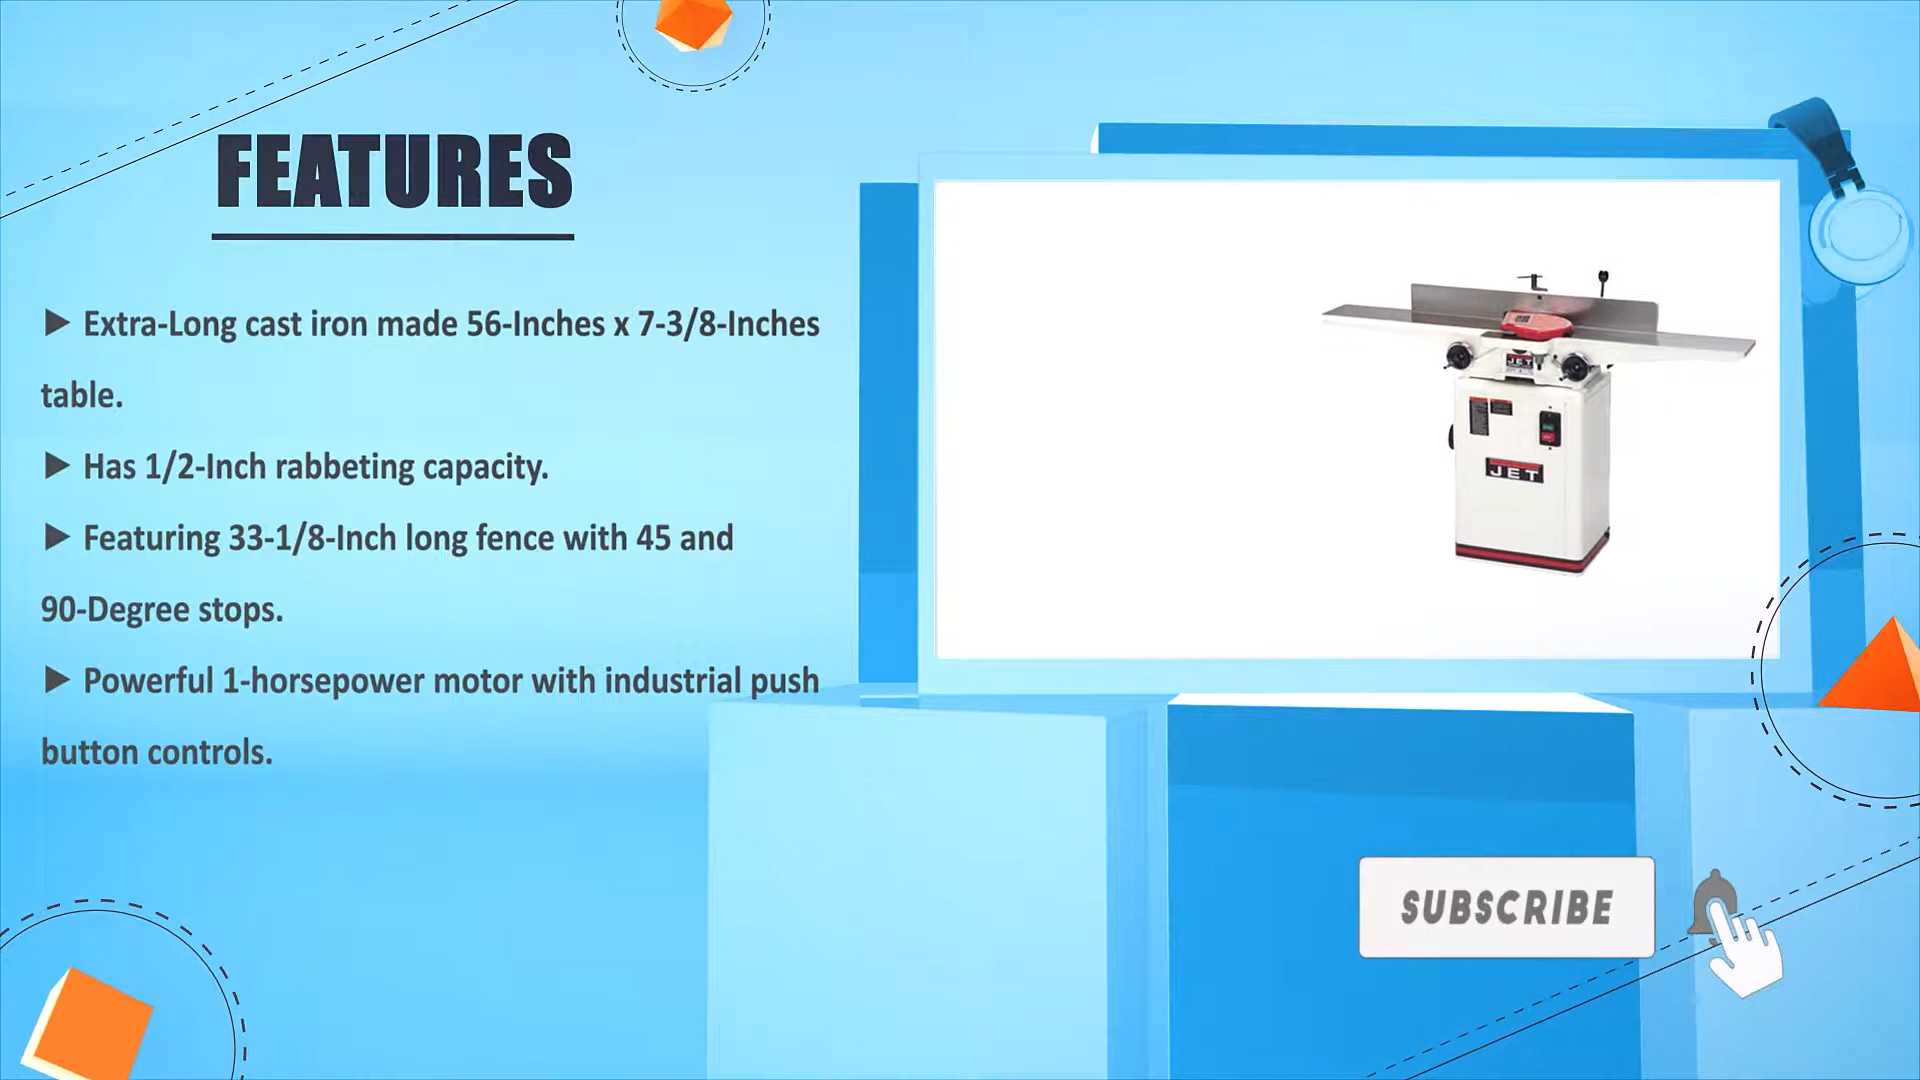 FEATURES
▶ Extra-Long cast iron made 56-Inches x 7-3/8-Inches
table.
▶ Has 1/2-Inch rabbeting capacity.
▶ Featuring 33-1/8-Inch long fence with 45 and
90-Degree stops.
▶ Powerful 1-horsepower motor with industrial push
button controls.
JET
JET
SUBSCRIBE